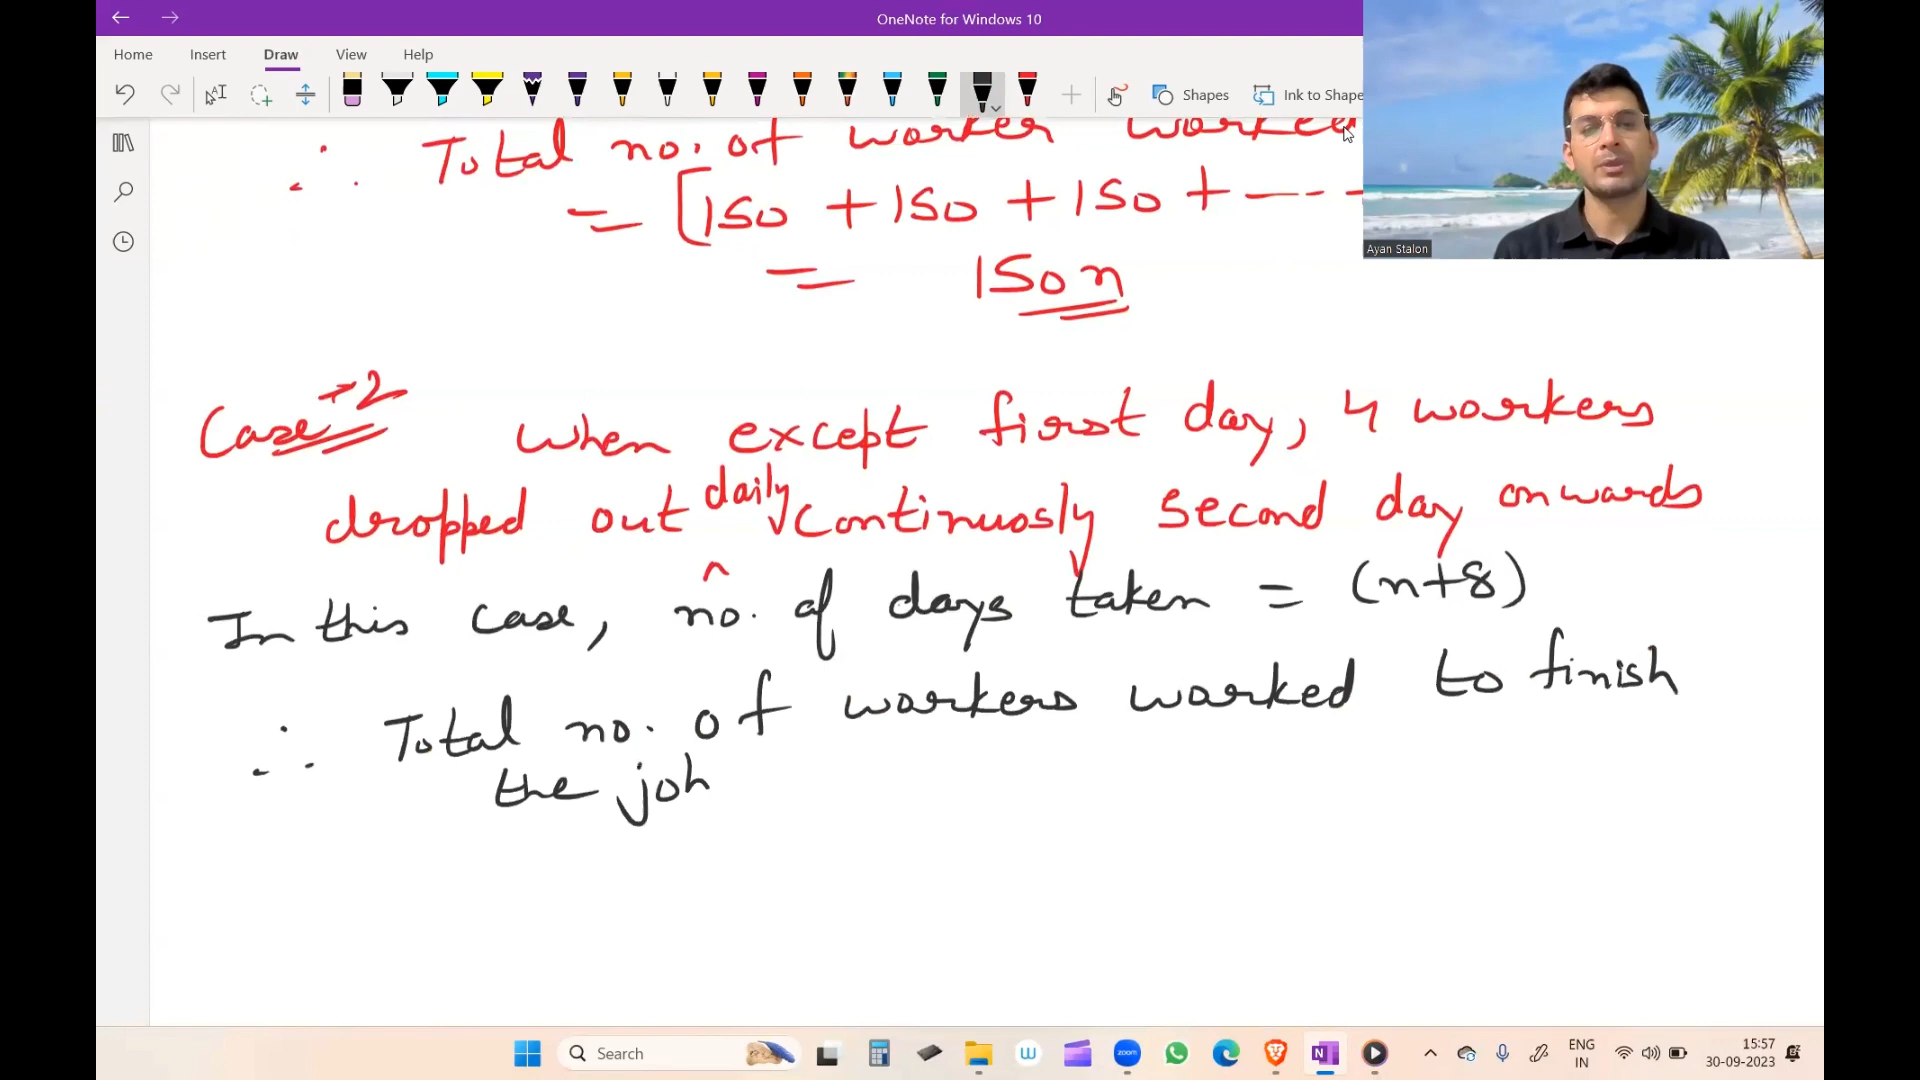 OneNote for Windows 10
Home Insert Draw View Help
Shapes Ink to Shape
∴ Total no. of worker worked
= [150 + 150 + 150 + ---
= 150n
Ayan Stalon
Case-2 When except first day, 4 workers
dropped out daily continuosly second day onwards
In this case, no. of days taken = (n+8)
∴ Total no. of workers worked to finish
the joh
Search
zoom
ENG
IN
15:57
30-09-2023